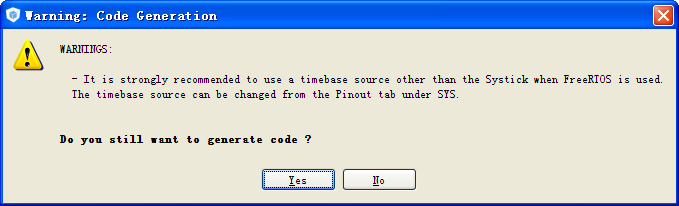 Warning: Code Generation
WARNINGS:
- It is strongly recommended to use a timebase source other than the Systick when FreeRTOS is used.
The timebase source can be changed from the Pinout tab under SYS.
Do you still want to generate code ?
Yes No